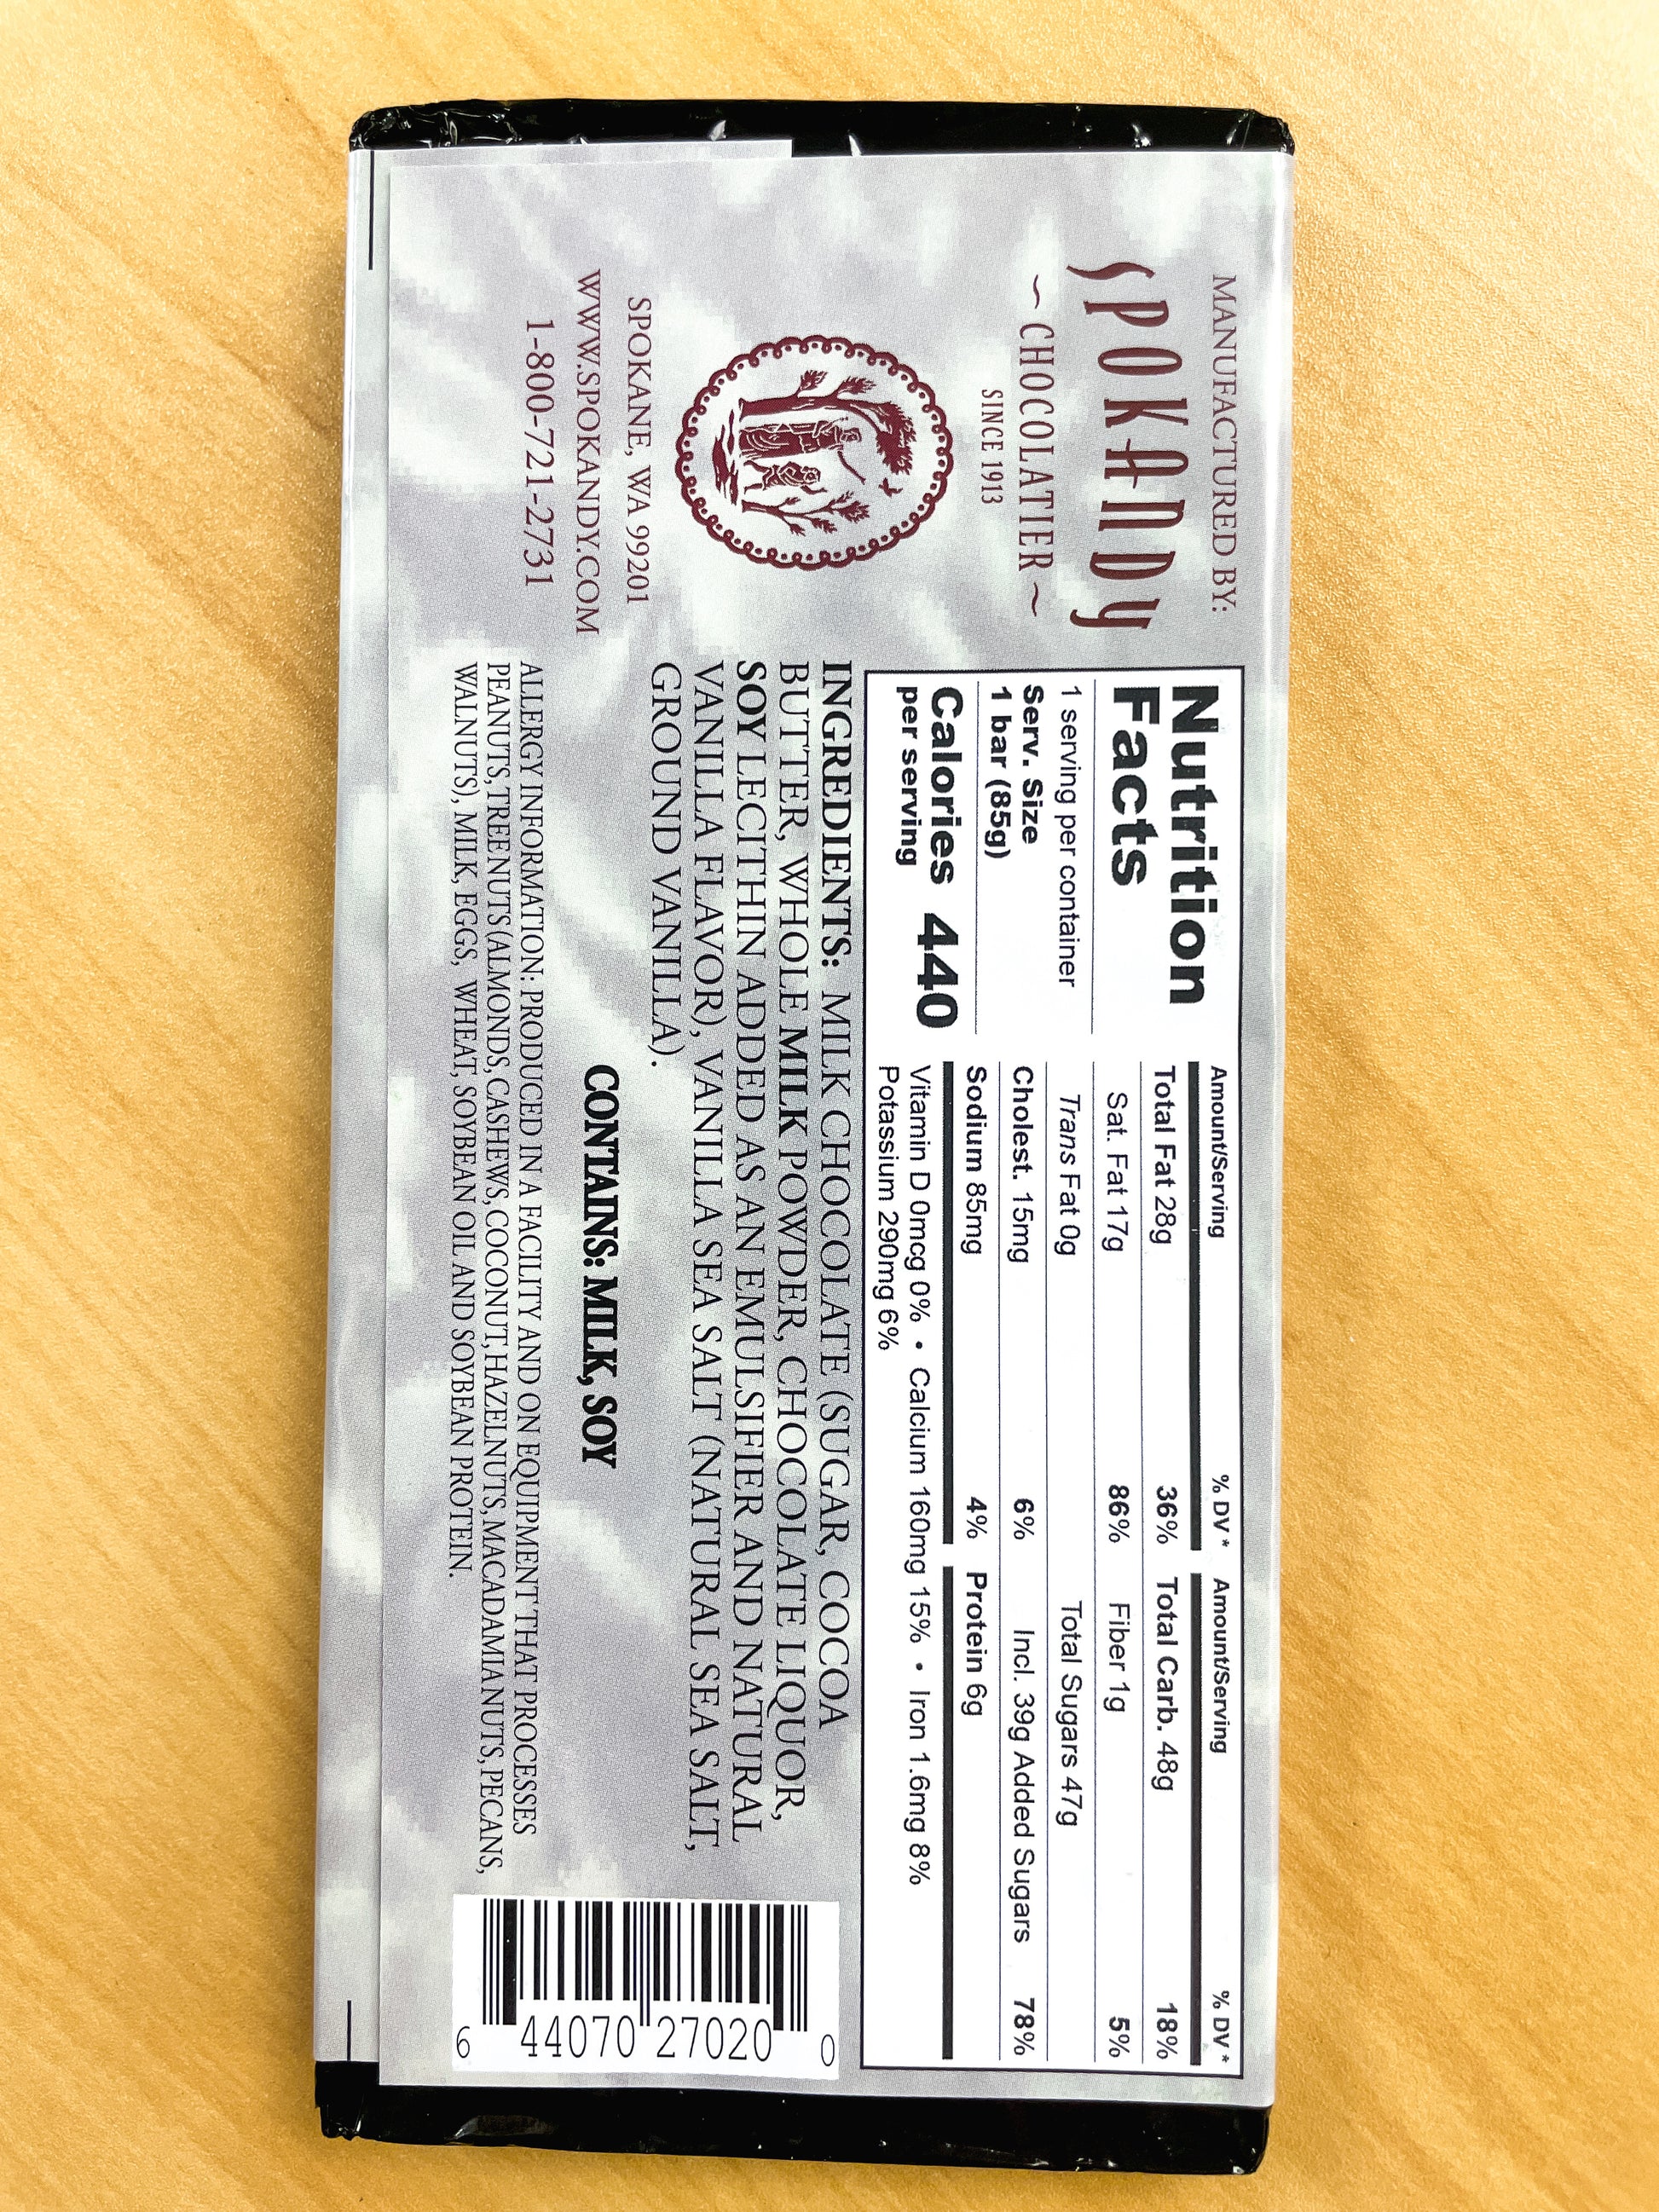 MANUFACTURED BY:
SPOKANDY
~ CHOCOLATIER ~
SINCE 1913
SPOKANE, WA 99201
WWW.SPOKANDY.COM
1-800-721-2731
Nutrition
Facts
1 serving per container
Serv. Size
1 bar (85g)
Calories 440
per serving
Amount/Serving % DV * Amount/Serving % DV *
Total Fat 28g 36% Total Carb. 48g 18%
Sat. Fat 17g 86% Fiber 1g 5%
Trans Fat 0g Total Sugars 47g
Cholest. 15mg 6% Incl. 39g Added Sugars 78%
Sodium 85mg 4% Protein 6g
Vitamin D 0mcg 0% • Calcium 160mg 15% • Iron 1.6mg 8%
Potassium 290mg 6%
INGREDIENTS: MILK CHOCOLATE (SUGAR, COCOA
BUTTER, WHOLE MILK POWDER, CHOCOLATE LIQUOR,
SOY LECITHIN ADDED AS AN EMULSIFIER AND NATURAL
VANILLA FLAVOR), VANILLA SEA SALT (NATURAL SEA SALT,
GROUND VANILLA).
CONTAINS: MILK, SOY
ALLERGY INFORMATION: PRODUCED IN A FACILITY AND ON EQUIPMENT THAT PROCESSES
PEANUTS, TREE NUTS (ALMONDS, CASHEWS, COCONUT, HAZELNUTS, MACADAMIA NUTS, PECANS,
WALNUTS), MILK, EGGS, WHEAT, SOYBEAN OIL AND SOYBEAN PROTEIN.
6 44070 27020 0